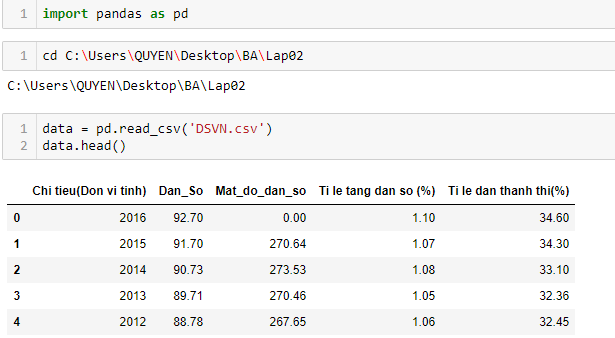 1 import pandas as pd
1 cd C:\Users\QUYEN\Desktop\BA\Lap02
C:\Users\QUYEN\Desktop\BA\Lap02
1 data = pd.read_csv('DSVN.csv')
2 data.head()
Chi tieu(Don vi tinh) Dan_So Mat_do_dan_so Ti le tang dan so (%) Ti le dan thanh thi(%)
0 2016 92.70 0.00 1.10 34.60
1 2015 91.70 270.64 1.07 34.30
2 2014 90.73 273.53 1.08 33.10
3 2013 89.71 270.46 1.05 32.36
4 2012 88.78 267.65 1.06 32.45